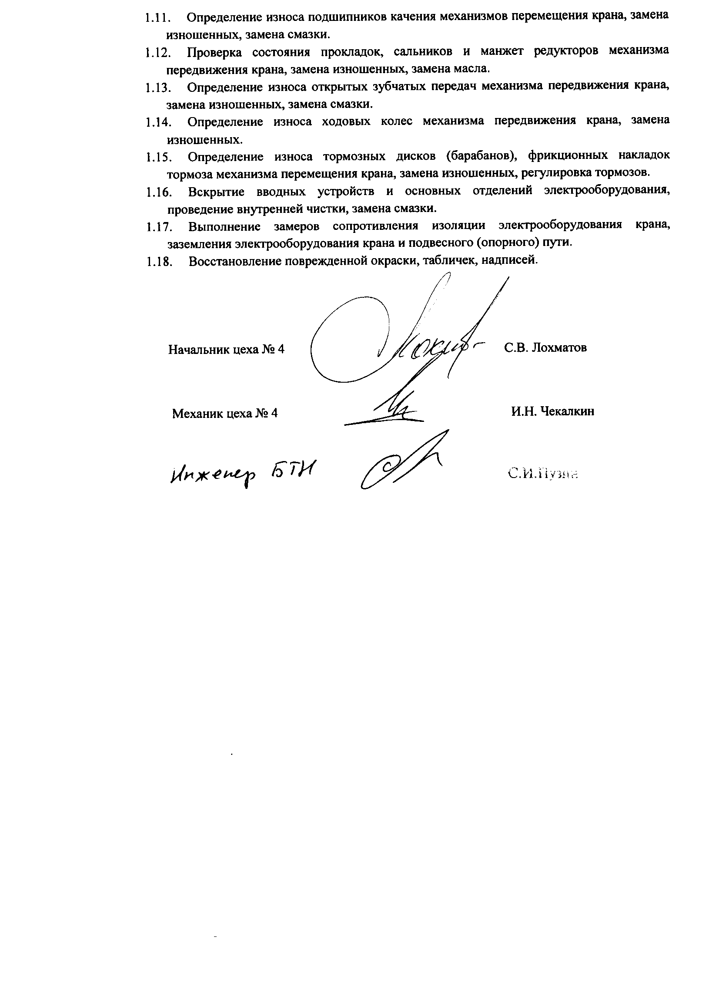 1.11. Определение износа подшипников качения механизмов перемещения крана, замена
изношенных, замена смазки.
1.12. Проверка состояния прокладок, сальников и манжет редукторов механизма
передвижения крана, замена изношенных, замена масла.
1.13. Определение износа открытых зубчатых передач механизма передвижения крана,
замена изношенных, замена смазки.
1.14. Определение износа ходовых колес механизма передвижения крана, замена
изношенных.
1.15. Определение износа тормозных дисков (барабанов), фрикционных накладок
тормоза механизма перемещения крана, замена изношенных, регулировка тормозов.
1.16. Вскрытие вводных устройств и основных отделений электрооборудования,
проведение внутренней чистки, замена смазки.
1.17. Выполнение замеров сопротивления изоляции электрооборудования крана,
заземления электрооборудования крана и подвесного (опорного) пути.
1.18. Восстановление поврежденной окраски, табличек, надписей.
Начальник цеха № 4 С.В. Лохматов
Механик цеха № 4 И.Н. Чекалкин
Инженер БТИ С.И.